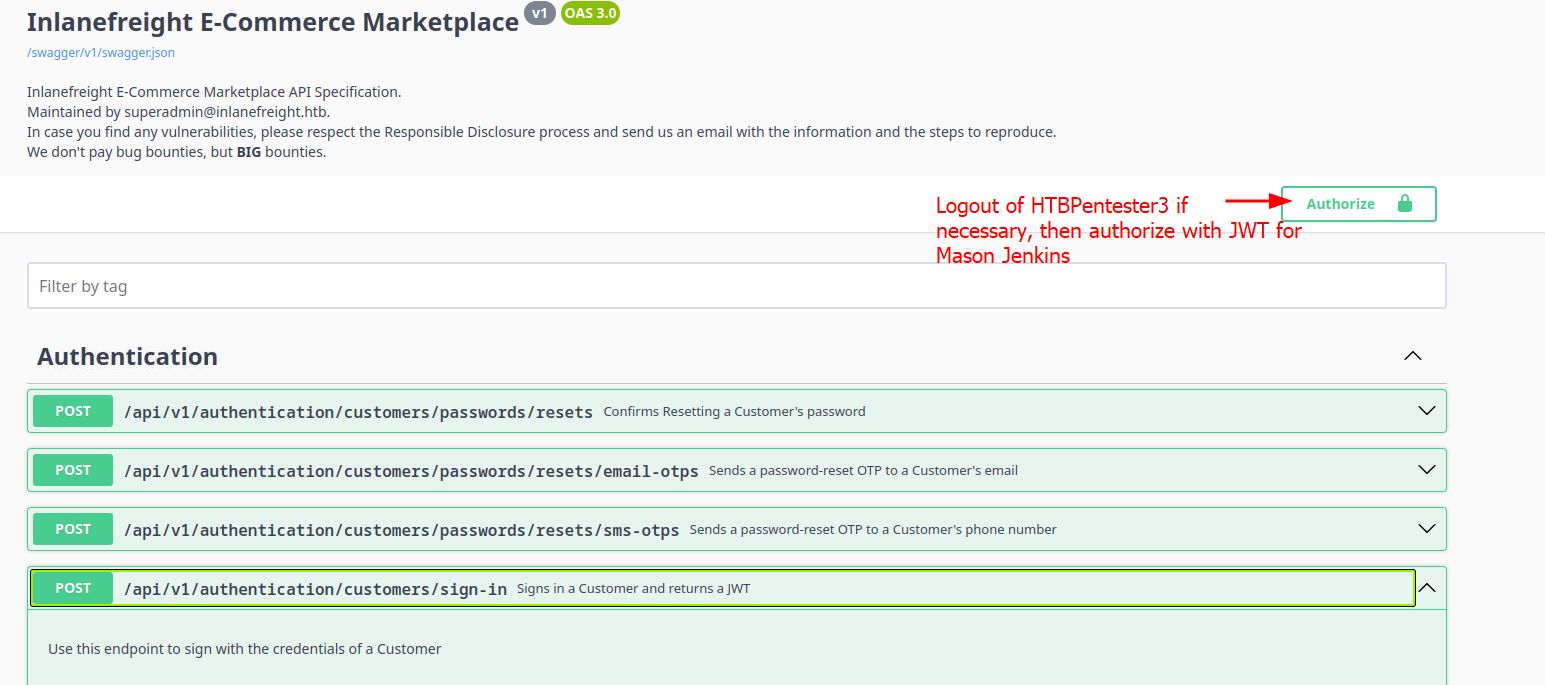 Inlanefreight E-Commerce Marketplace v1 OAS 3.0
/swagger/v1/swagger.json
Inlanefreight E-Commerce Marketplace API Specification.
Maintained by superadmin@inlanefreight.htb.
In case you find any vulnerabilities, please respect the Responsible Disclosure process and send us an email with the information and the steps to reproduce.
We don't pay bug bounties, but BIG bounties.
Logout of HTBPentester3 if
necessary, then authorize with JWT for
Mason Jenkins
Authorize
Filter by tag
Authentication
POST /api/v1/authentication/customers/passwords/resets Confirms Resetting a Customer's password
POST /api/v1/authentication/customers/passwords/resets/email-otps Sends a password-reset OTP to a Customer's email
POST /api/v1/authentication/customers/passwords/resets/sms-otps Sends a password-reset OTP to a Customer's phone number
POST /api/v1/authentication/customers/sign-in Signs in a Customer and returns a JWT
Use this endpoint to sign with the credentials of a Customer